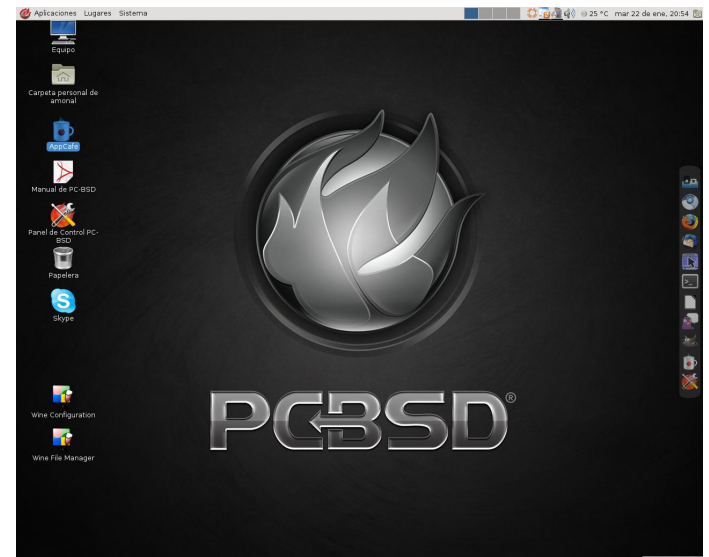 Aplicaciones Lugares Sistema
25 °C mar 22 de ene, 20:54
Equipo
Carpeta personal de
amonal
AppCafe
Manual de PC-BSD
Panel de Control PC-
BSD
Papelera
Skype
Wine Configuration
Wine File Manager
PCBSD®